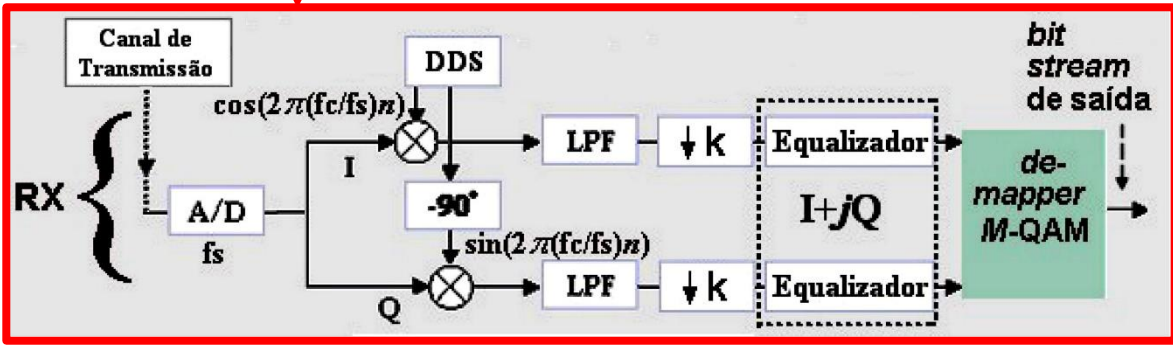 Canal de
Transmissão
DDS
bit
stream
de saída
cos(2π(fc/fs)n)
I
LPF
↓ k
Equalizador
RX
A/D
fs
-90°
I+jQ
de-
mapper
M-QAM
sin(2π(fc/fs)n)
Q
LPF
↓ k
Equalizador